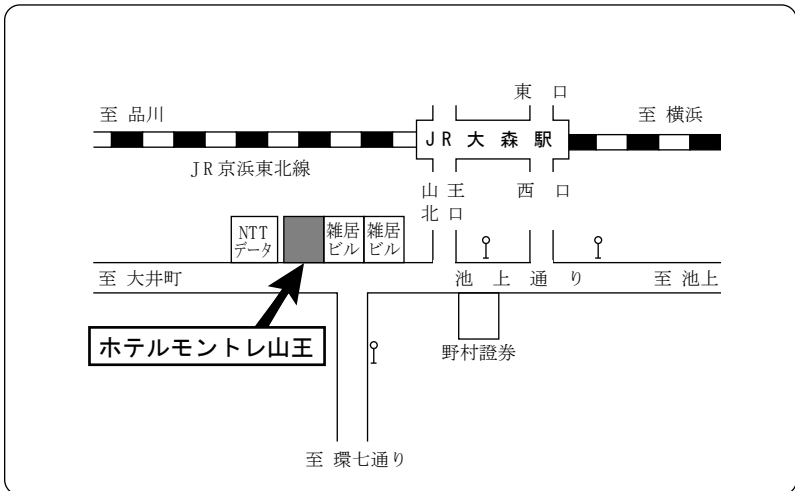 東 口
至 品川
至 横浜
JR 大 森 駅
JR京浜東北線
山 王
北 口
西 口
NTT
データ
雑居
ビル
雑居
ビル
至 大井町
池 上 通 り
至 池上
ホテルモントレ山王
野村證券
至 環七通り